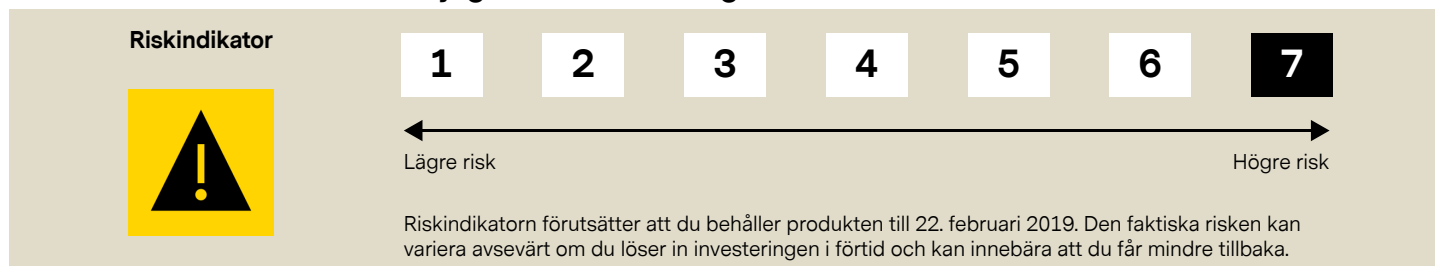 Riskindikator
1 2 3 4 5 6 7
Lägre risk Högre risk
Riskindikatorn förutsätter att du behåller produkten till 22. februari 2019. Den faktiska risken kan
variera avsevärt om du löser in investeringen i förtid och kan innebära att du får mindre tillbaka.